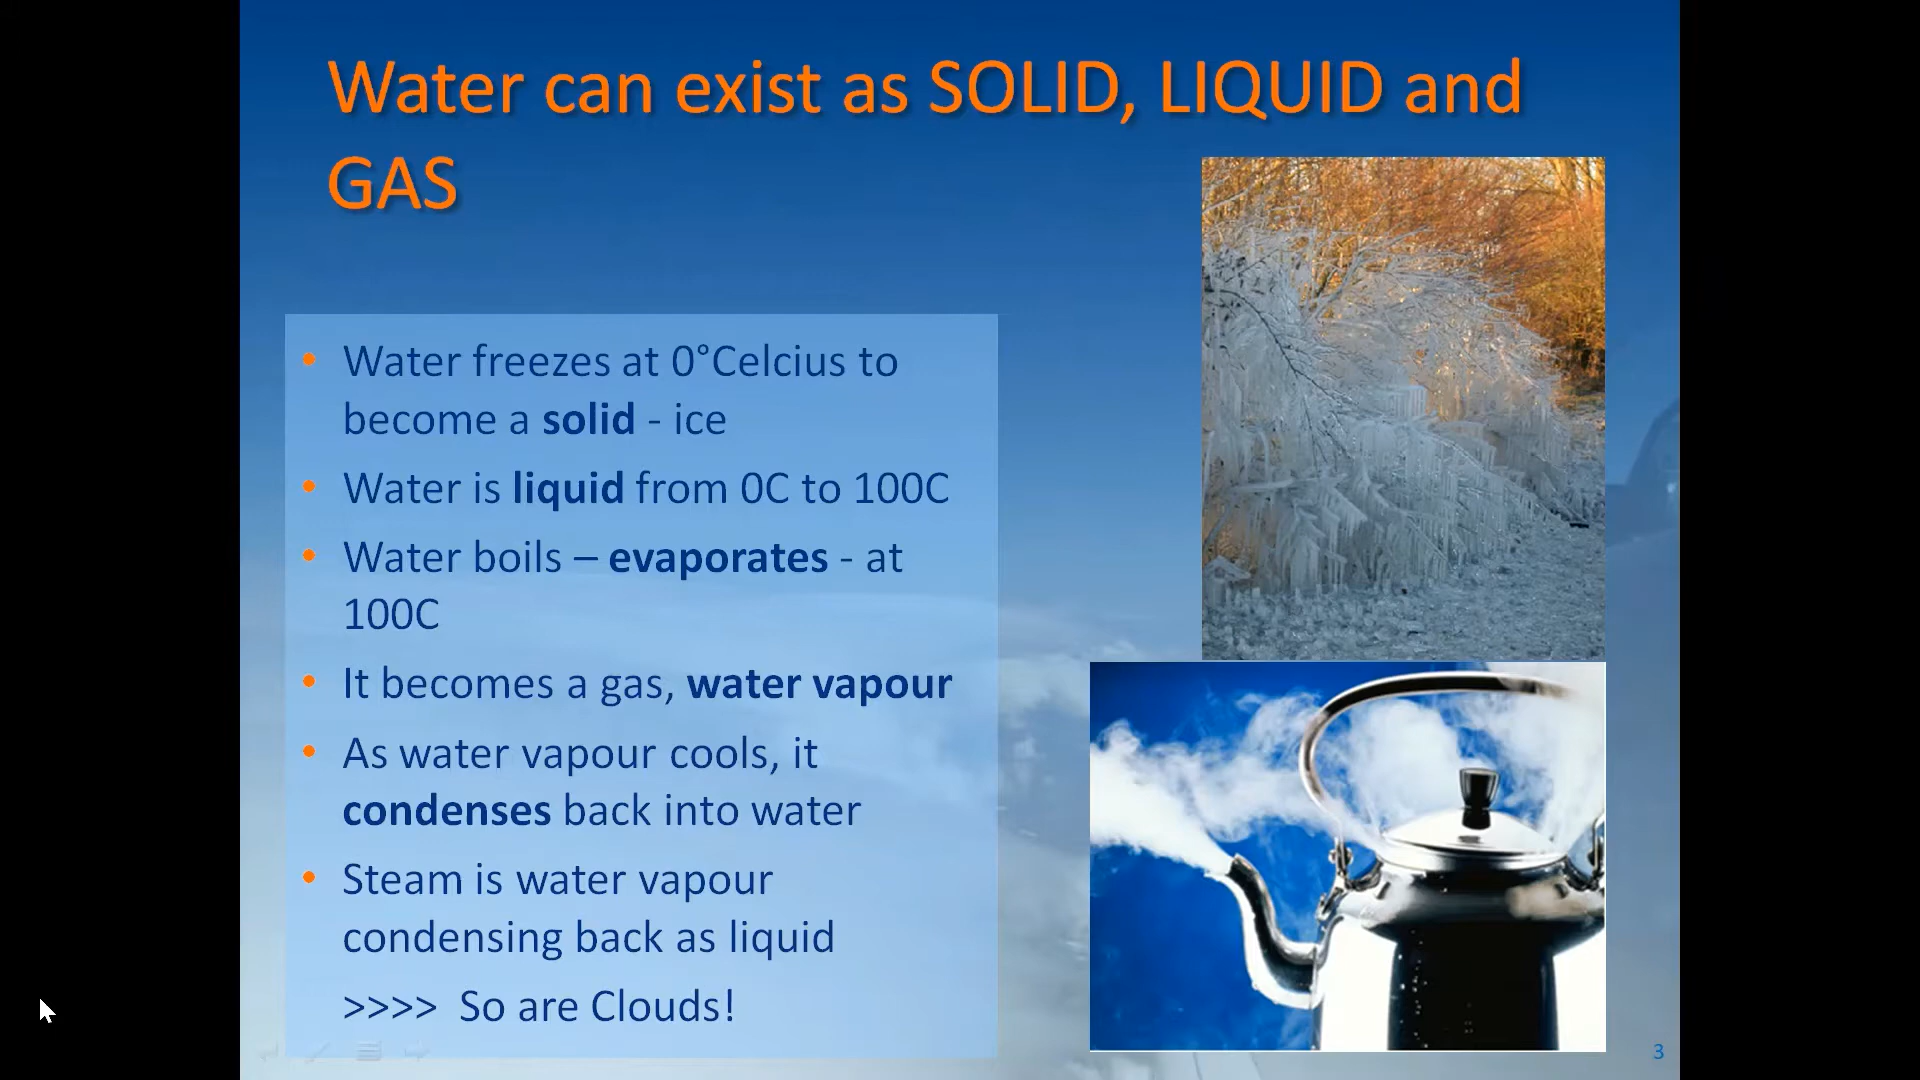 Water can exist as SOLID, LIQUID and
GAS
• Water freezes at 0°Celcius to
become a solid - ice
• Water is liquid from 0C to 100C
• Water boils – evaporates - at
100C
• It becomes a gas, water vapour
• As water vapour cools, it
condenses back into water
• Steam is water vapour
condensing back as liquid
>>>> So are Clouds!
3